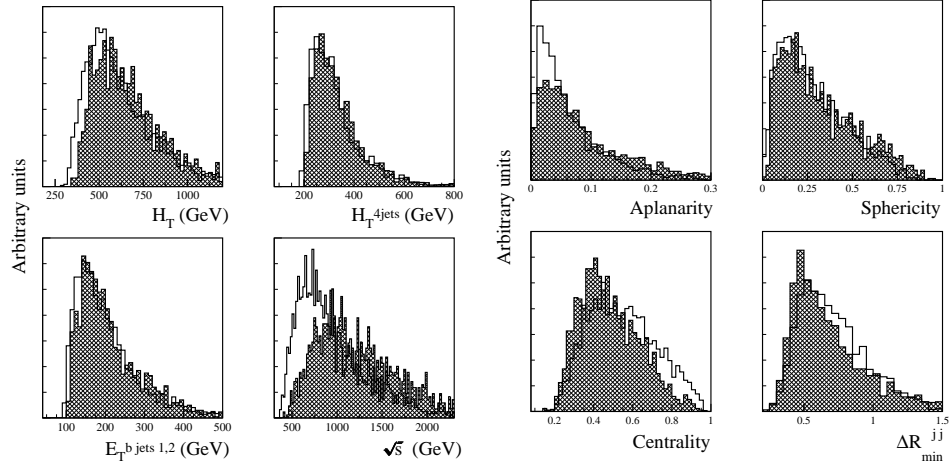 Arbitrary units
250 500 750 1000
H_T (GeV)
0 200 400 600 800
H_T^4jets (GeV)
100 200 300 400 500
E_T^b jets 1,2 (GeV)
500 1000 1500 2000
√s (GeV)
Arbitrary units
0 0.1 0.2 0.3
Aplanarity
0 0.25 0.5 0.75 1
Sphericity
0.2 0.4 0.6 0.8 1
Centrality
0.5 1 1.5
ΔR_min^jj